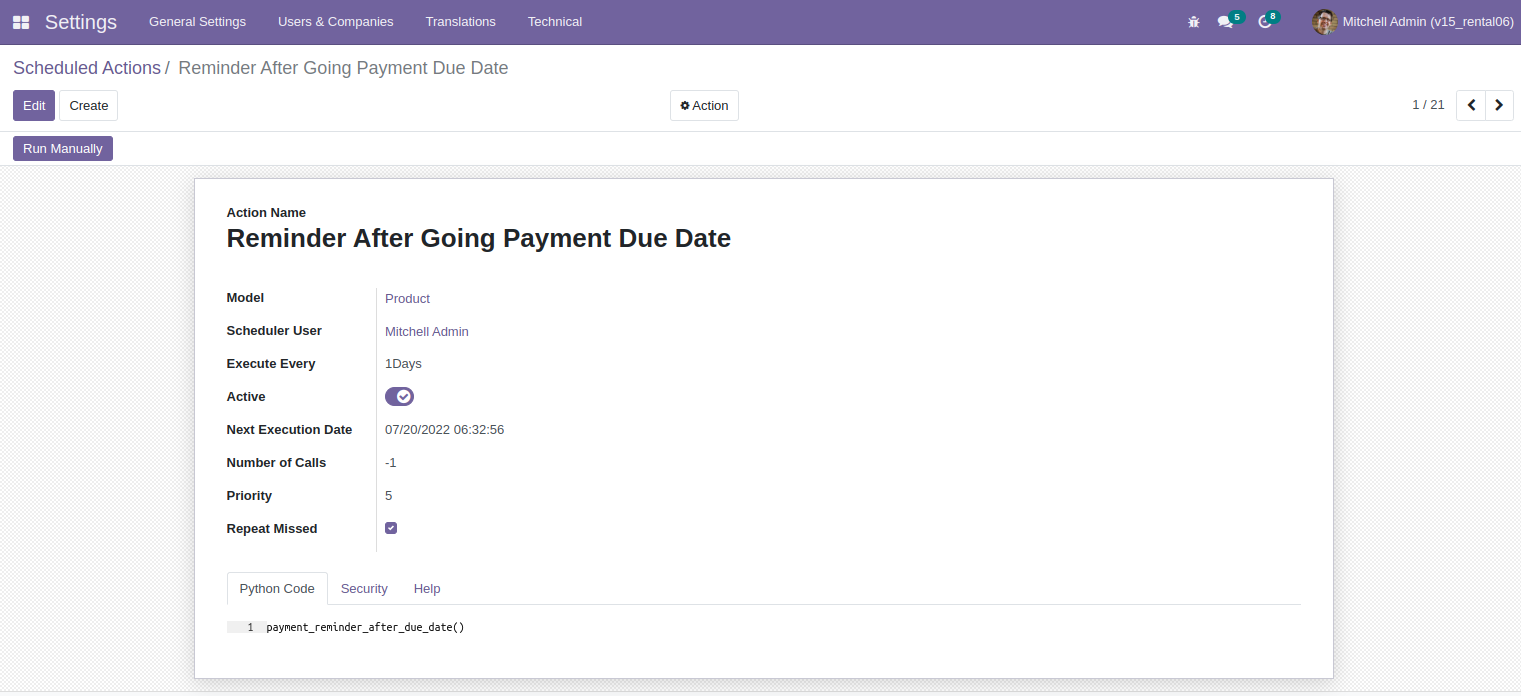 Settings General Settings Users & Companies Translations Technical 5 8 Mitchell Admin (v15_rental06)
Scheduled Actions / Reminder After Going Payment Due Date
Edit Create Action 1 / 21
Run Manually
Action Name
Reminder After Going Payment Due Date
Model Product
Scheduler User Mitchell Admin
Execute Every 1Days
Active
Next Execution Date 07/20/2022 06:32:56
Number of Calls -1
Priority 5
Repeat Missed
Python Code Security Help
1 payment_reminder_after_due_date()